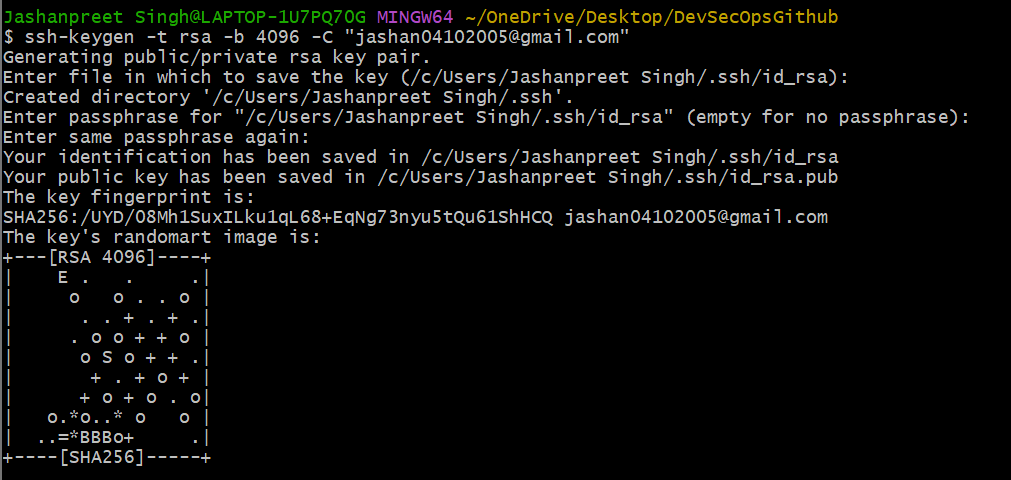 Jashanpreet Singh@LAPTOP-1U7PQ7OG MINGW64 ~/OneDrive/Desktop/DevSecOpsGithub
$ ssh-keygen -t rsa -b 4096 -C "jashan04102005@gmail.com"
Generating public/private rsa key pair.
Enter file in which to save the key (/c/Users/Jashanpreet Singh/.ssh/id_rsa):
Created directory '/c/Users/Jashanpreet Singh/.ssh'.
Enter passphrase for "/c/Users/Jashanpreet Singh/.ssh/id_rsa" (empty for no passphrase):
Enter same passphrase again:
Your identification has been saved in /c/Users/Jashanpreet Singh/.ssh/id_rsa
Your public key has been saved in /c/Users/Jashanpreet Singh/.ssh/id_rsa.pub
The key fingerprint is:
SHA256:/UYD/O8Mh1SuxILku1qL68+EqNg73nyu5tQu61ShHCQ jashan04102005@gmail.com
The key's randomart image is:
+---[RSA 4096]----+
|    E .   .     .|
|     o   o . . o |
|      . . + . + .|
|     . o o + + o |
|      o S o + + .|
|       + . + o + |
|      + o + o . o|
|   o.*o..* o   o |
|  ..=*BBBo+     .|
+----[SHA256]-----+